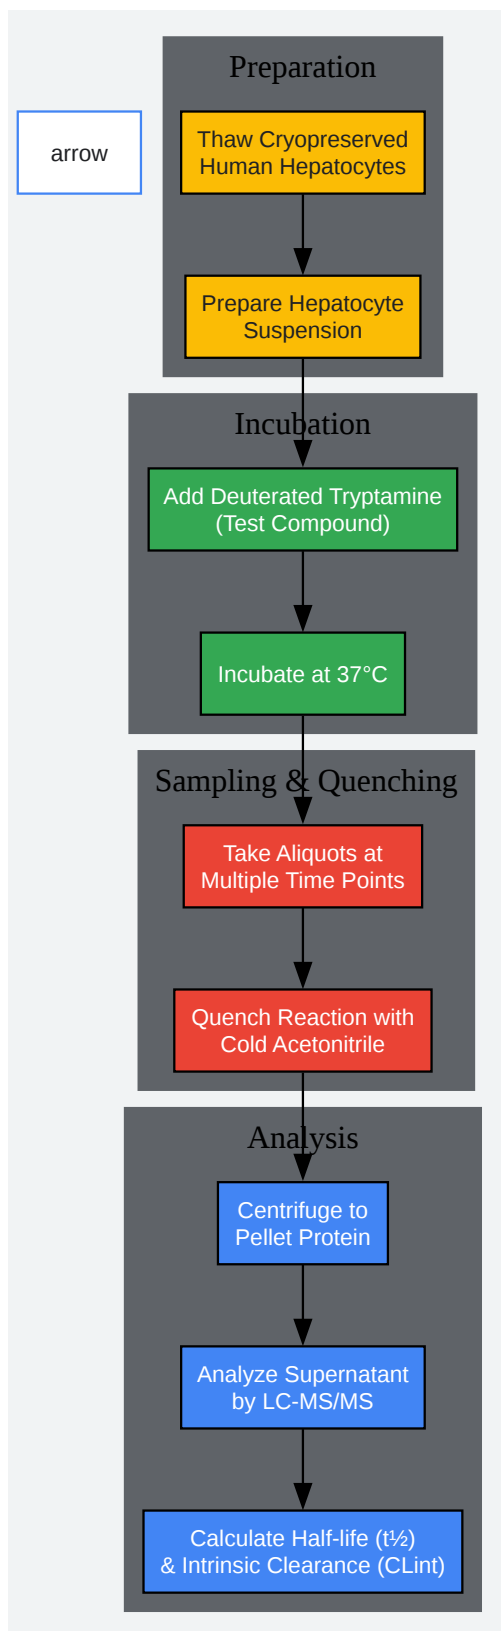 Preparation
arrow
Thaw Cryopreserved
Human Hepatocytes
Prepare Hepatocyte
Suspension
Incubation
Add Deuterated Tryptamine
(Test Compound)
Incubate at 37°C
Sampling & Quenching
Take Aliquots at
Multiple Time Points
Quench Reaction with
Cold Acetonitrile
Analysis
Centrifuge to
Pellet Protein
Analyze Supernatant
by LC-MS/MS
Calculate Half-life (t½)
& Intrinsic Clearance (CLint)